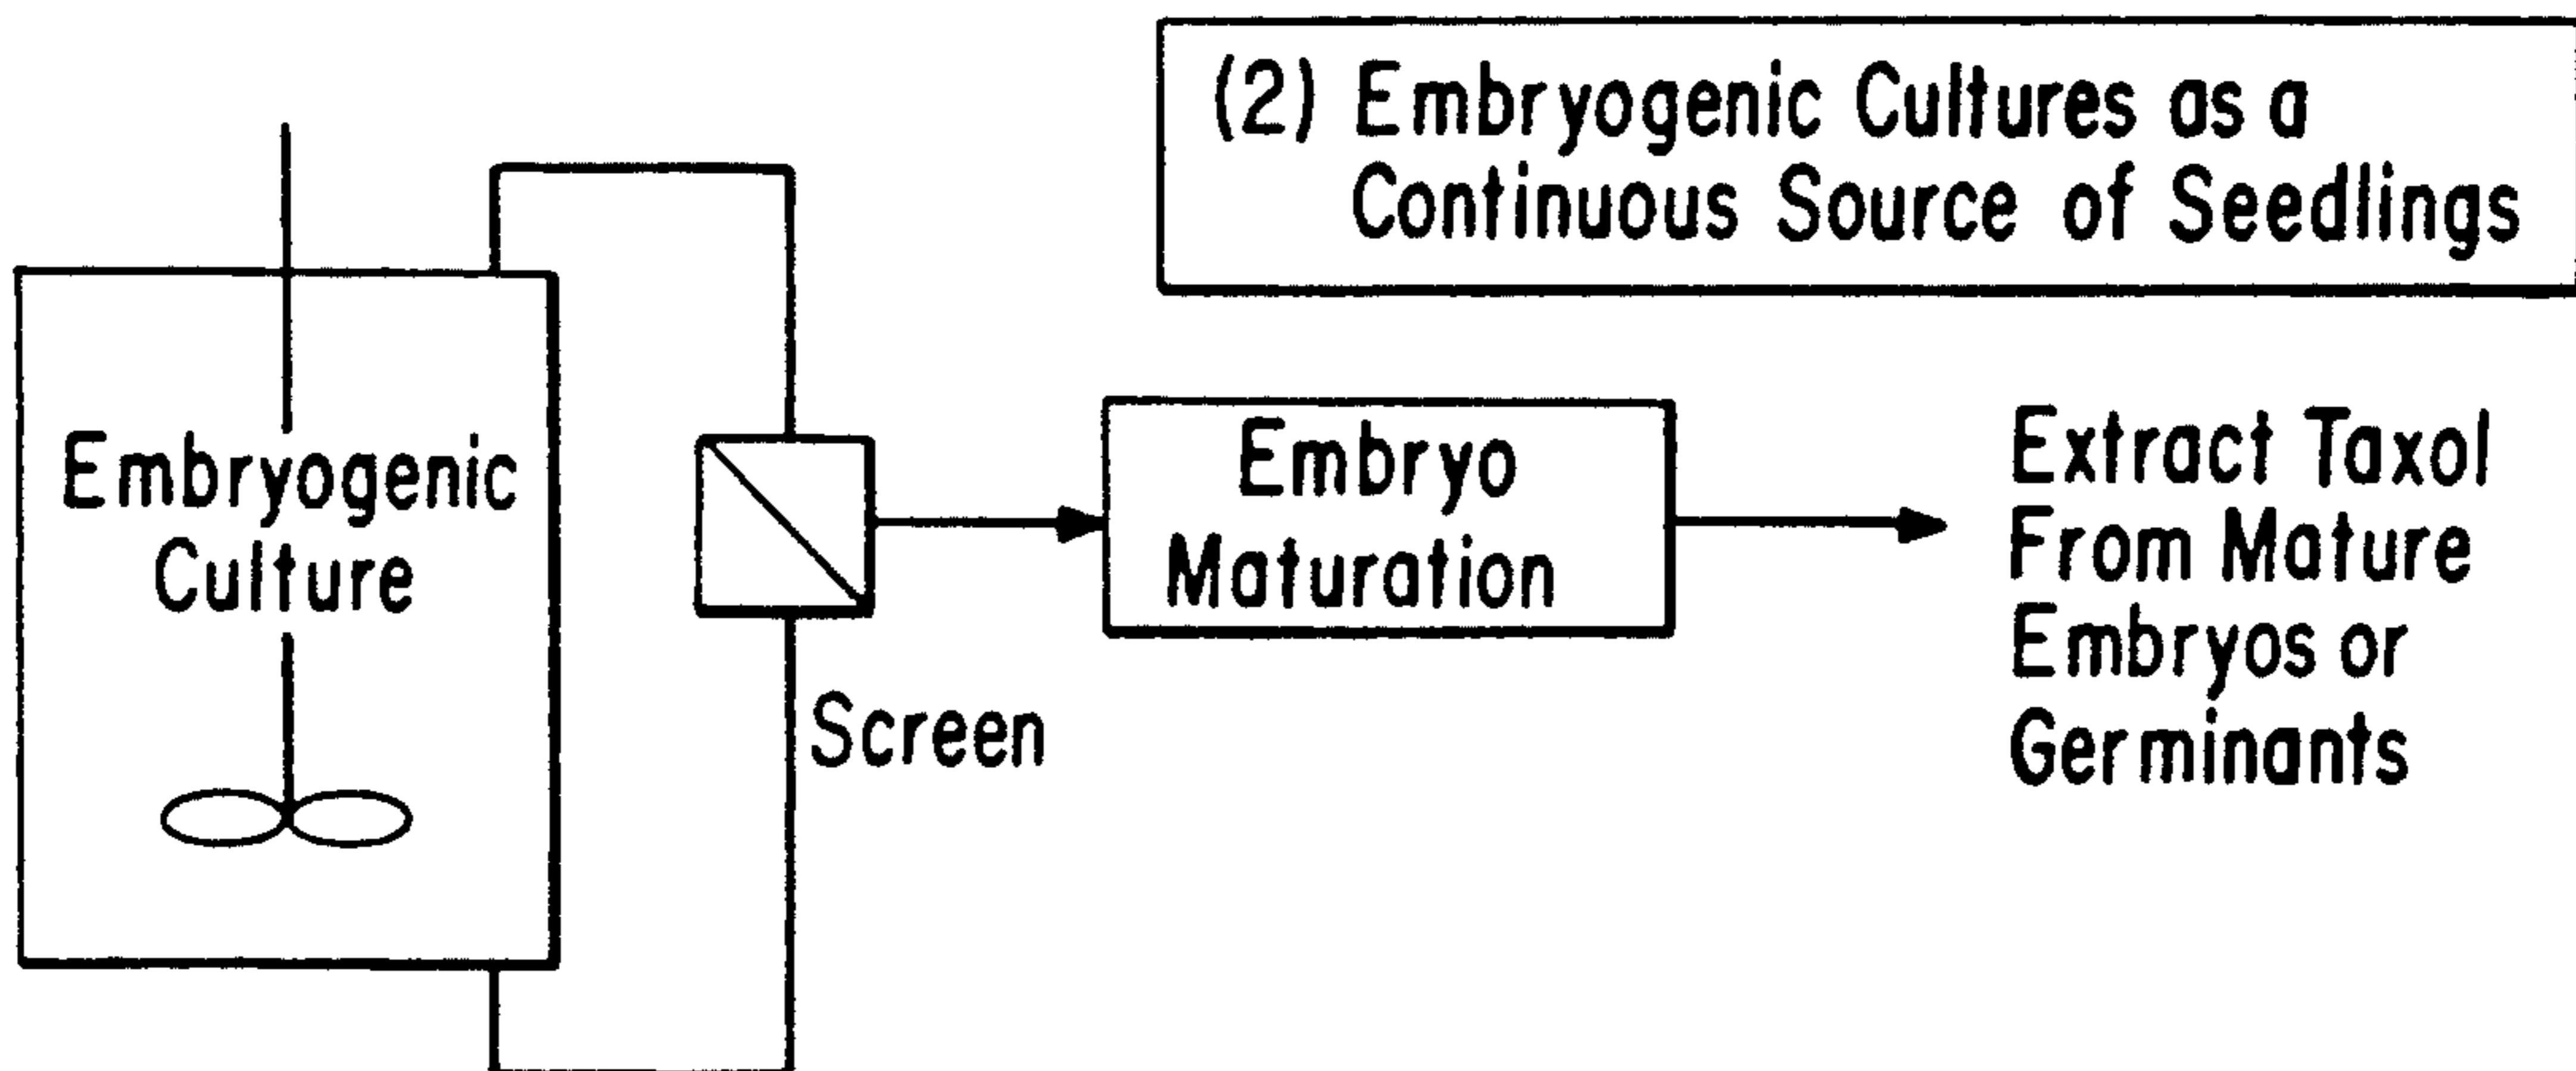 (2) Embryogenic Cultures as a
Continuous Source of Seedlings
Embryogenic
Culture
Screen
Embryo
Maturation
Extract Taxol
From Mature
Embryos or
Germinants